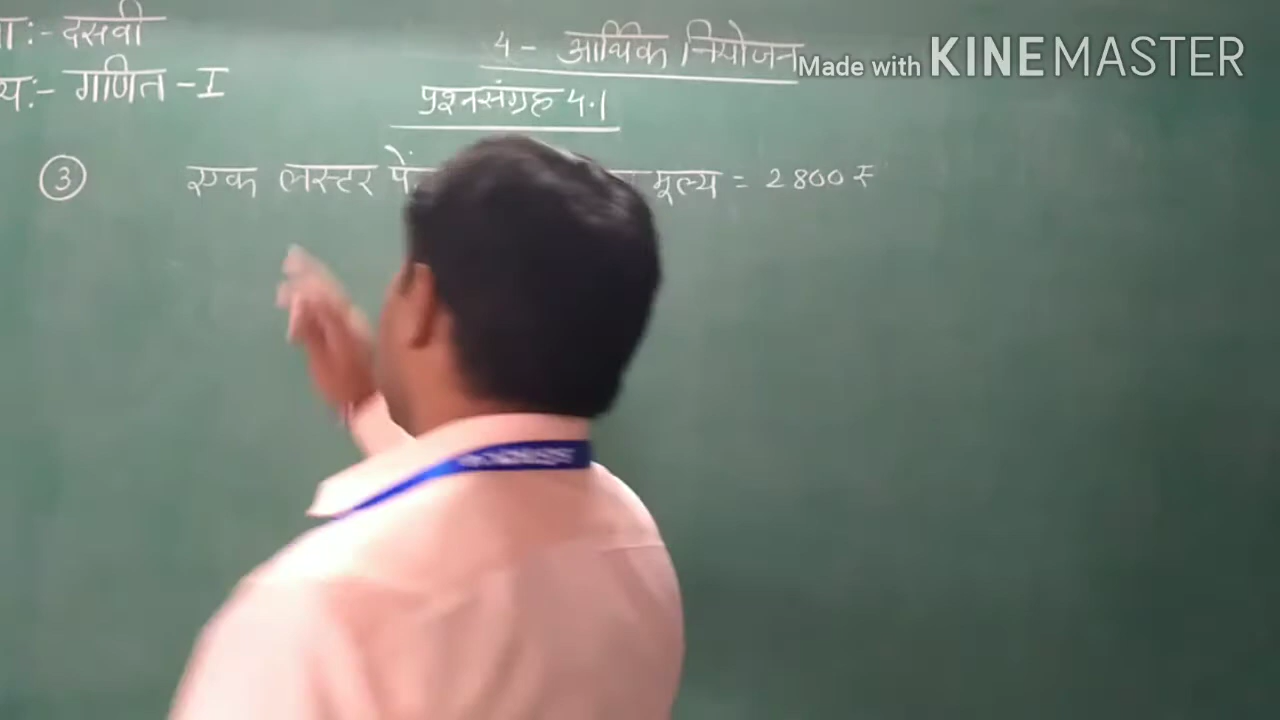 :- दसवी
4 - आर्थिक नियोजन
Made with KINEMASTER
:- गणित - I
प्रश्नसंग्रह 4.1
3 एक लस्टर मूल्य = 2800 ₹